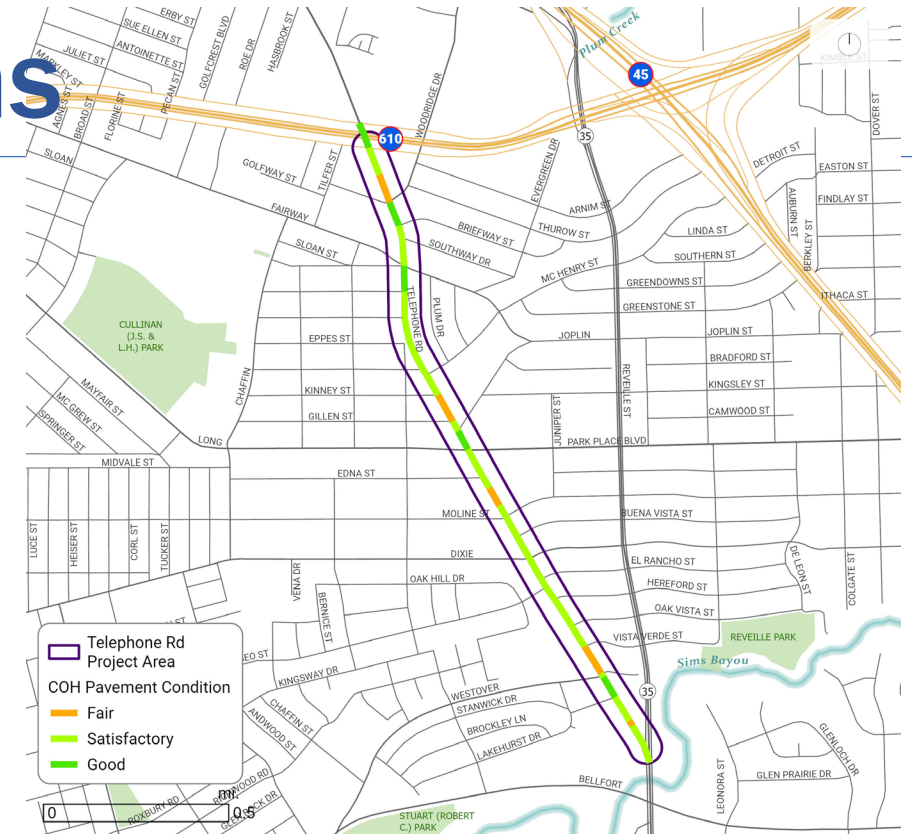 ns
ERBY ST
SUE ELLEN ST
ANTOINETTE ST
JULIET ST
MARKLEY ST
AGNES ST
BROAD ST
FLORINE ST
PECAN ST
GOLFCREST BLVD
ROE DR
HASBROOK ST
WOODRIDGE DR
Plum Creek
45
KIMBLE ST
DOVER ST
610
35
SLOAN
GOLFWAY ST
TILFER ST
FAIRWAY
EVERGREEN DR
DETROIT ST
EASTON ST
FINDLAY ST
AUBURN ST
BERKLEY ST
ARNIM ST
THUROW ST
BRIEFWAY ST
SOUTHWAY DR
LINDA ST
SOUTHERN ST
SLOAN ST
MC HENRY ST
GREENDOWNS ST
GREENSTONE ST
ITHACA ST
TELEPHONE RD
PLUM DR
CULLINAN
(J.S. &
L.H.) PARK
EPPES ST
JOPLIN
JOPLIN ST
BRADFORD ST
KINGSLEY ST
CAMWOOD ST
REVEILLE ST
MAYFAIR ST
MC GREW ST
SPRINGER ST
CHAFFIN
KINNEY ST
GILLEN ST
JUNIPER ST
LONG
PARK PLACE BLVD
MIDVALE ST
EDNA ST
MOLINE ST
BUENA VISTA ST
LUCE ST
HEISER ST
CORL ST
TUCKER ST
DIXIE
EL RANCHO ST
HEREFORD ST
DE LEON ST
COLGATE ST
VENA DR
BERNICE ST
OAK HILL DR
OAK VISTA ST
VISTA VERDE ST
REVEILLE PARK
Sims Bayou
EO ST
KINGSWAY DR
35
Telephone Rd
Project Area
COH Pavement Condition
Fair
Satisfactory
Good
CHAFFIN ST
ANDWOOD ST
WESTOVER
STANWICK DR
BROCKLEY LN
LAKEHURST DR
BELLFORT
LEONORA ST
GLENLOCH DR
GLEN PRAIRIE DR
mi.
0
0.5
ROXBURY RD
STUART (ROBERT
C.) PARK